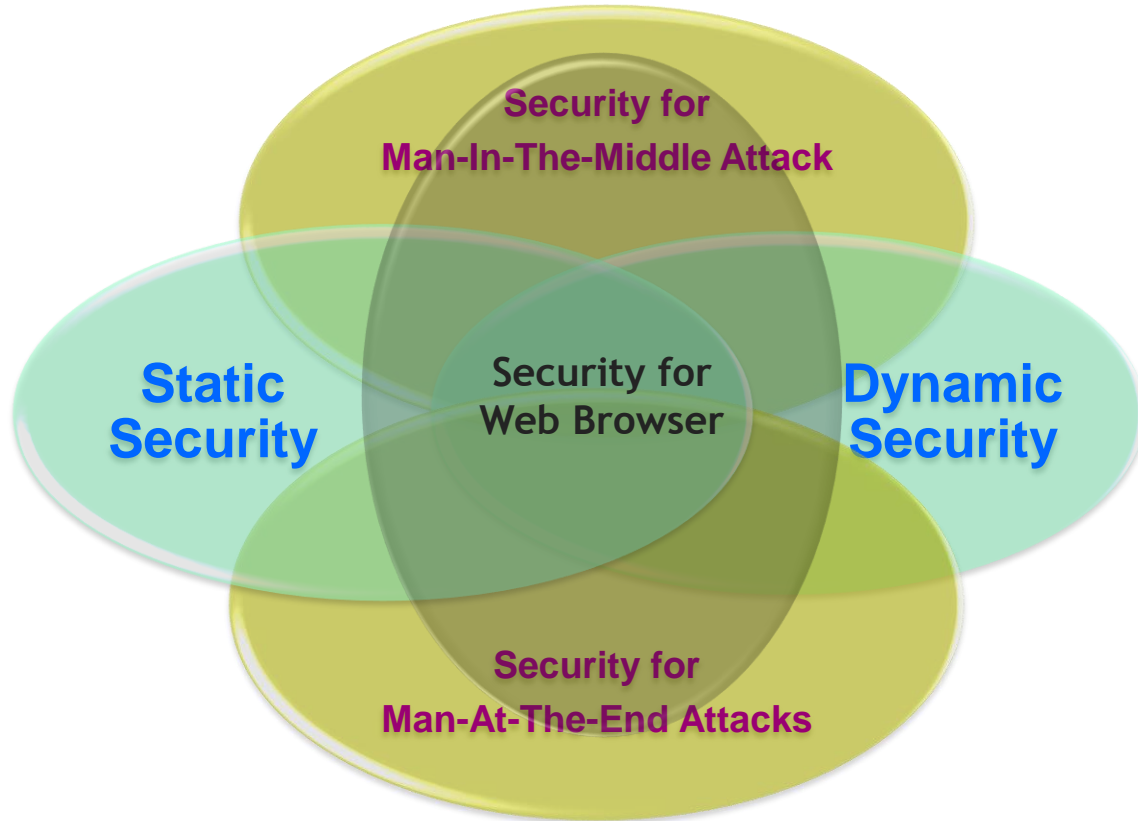 Security for
Man-In-The-Middle Attack
Static
Security
Security for
Web Browser
Dynamic
Security
Security for
Man-At-The-End Attacks